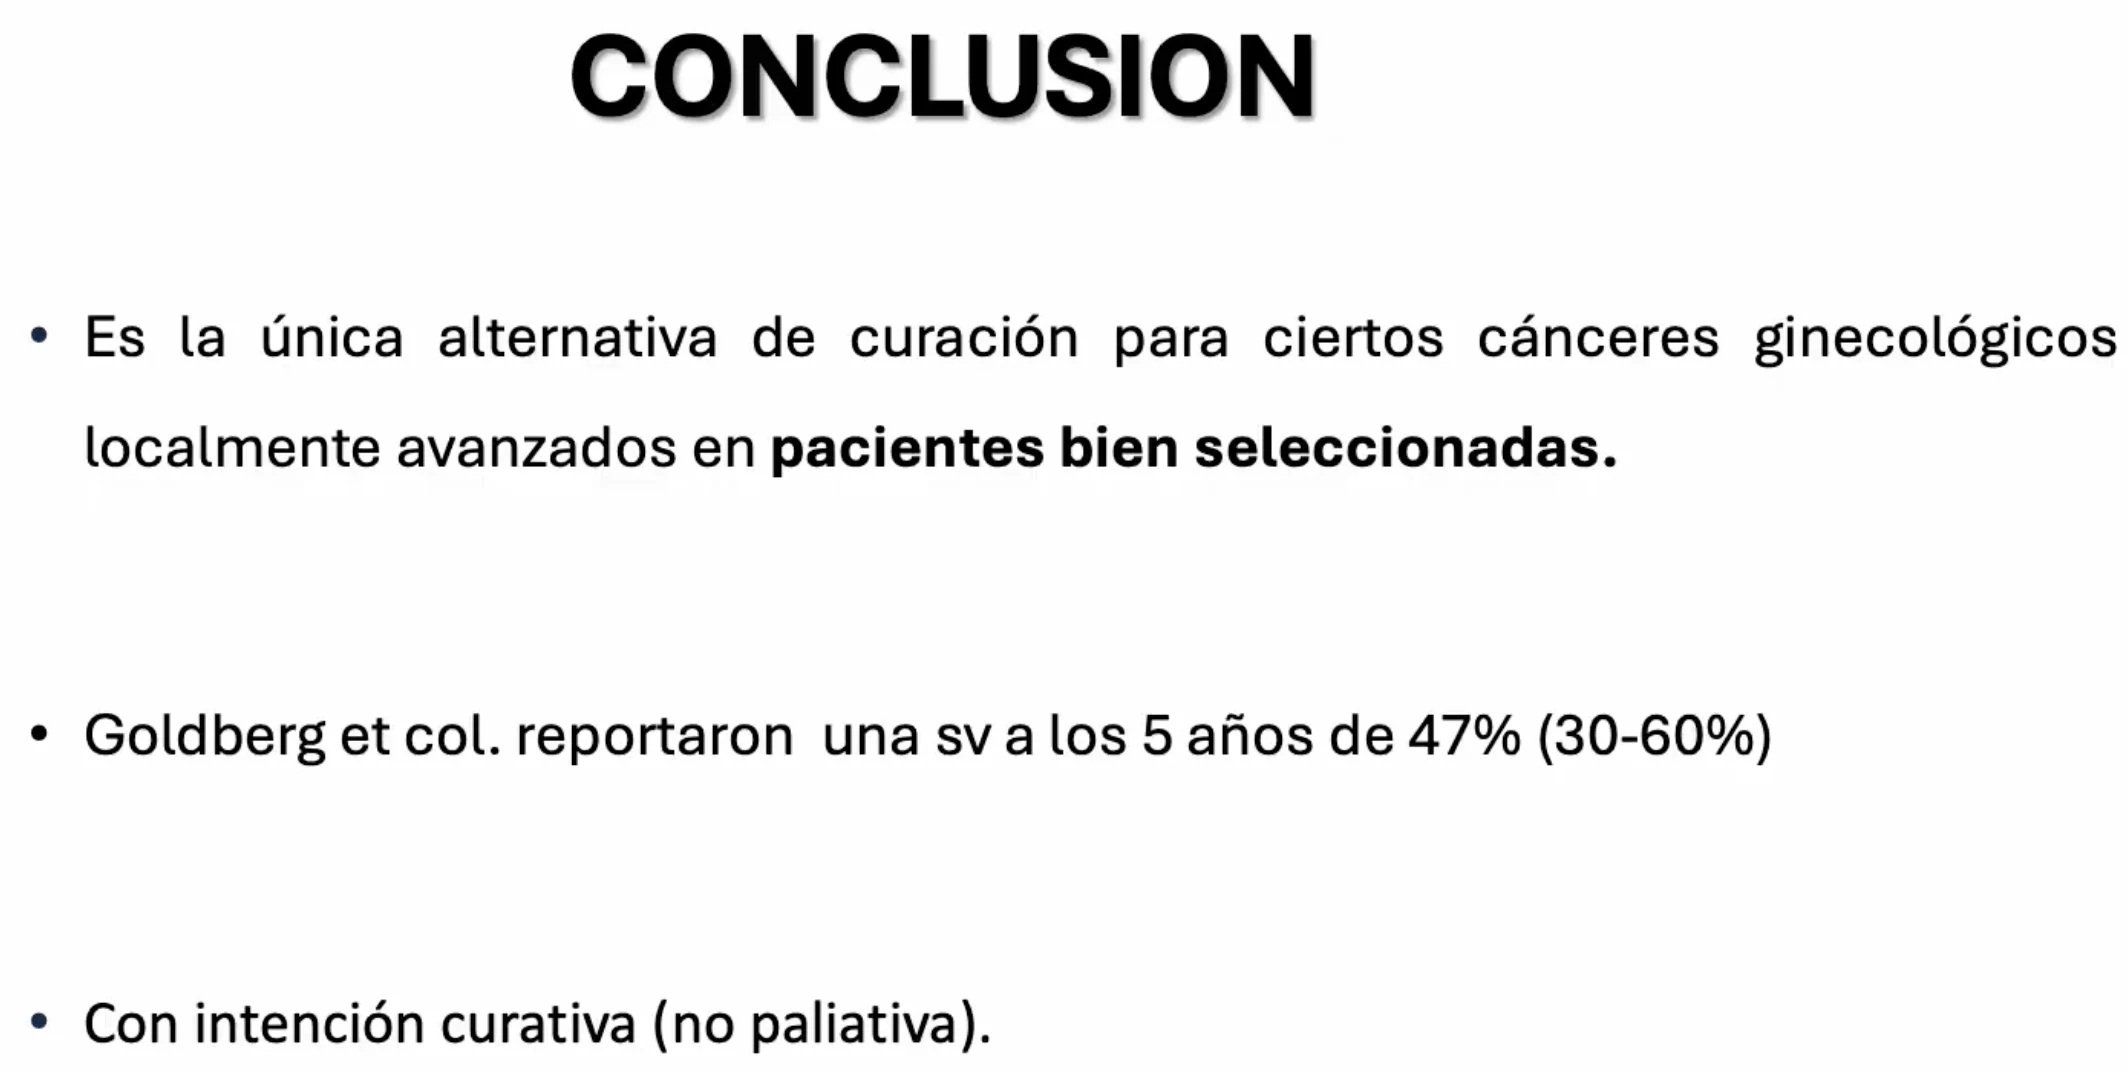 CONCLUSION
• Es la única alternativa de curación para ciertos cánceres ginecológicos
localmente avanzados en pacientes bien seleccionadas.
• Goldberg et col. reportaron una sv a los 5 años de 47% (30-60%)
• Con intención curativa (no paliativa).